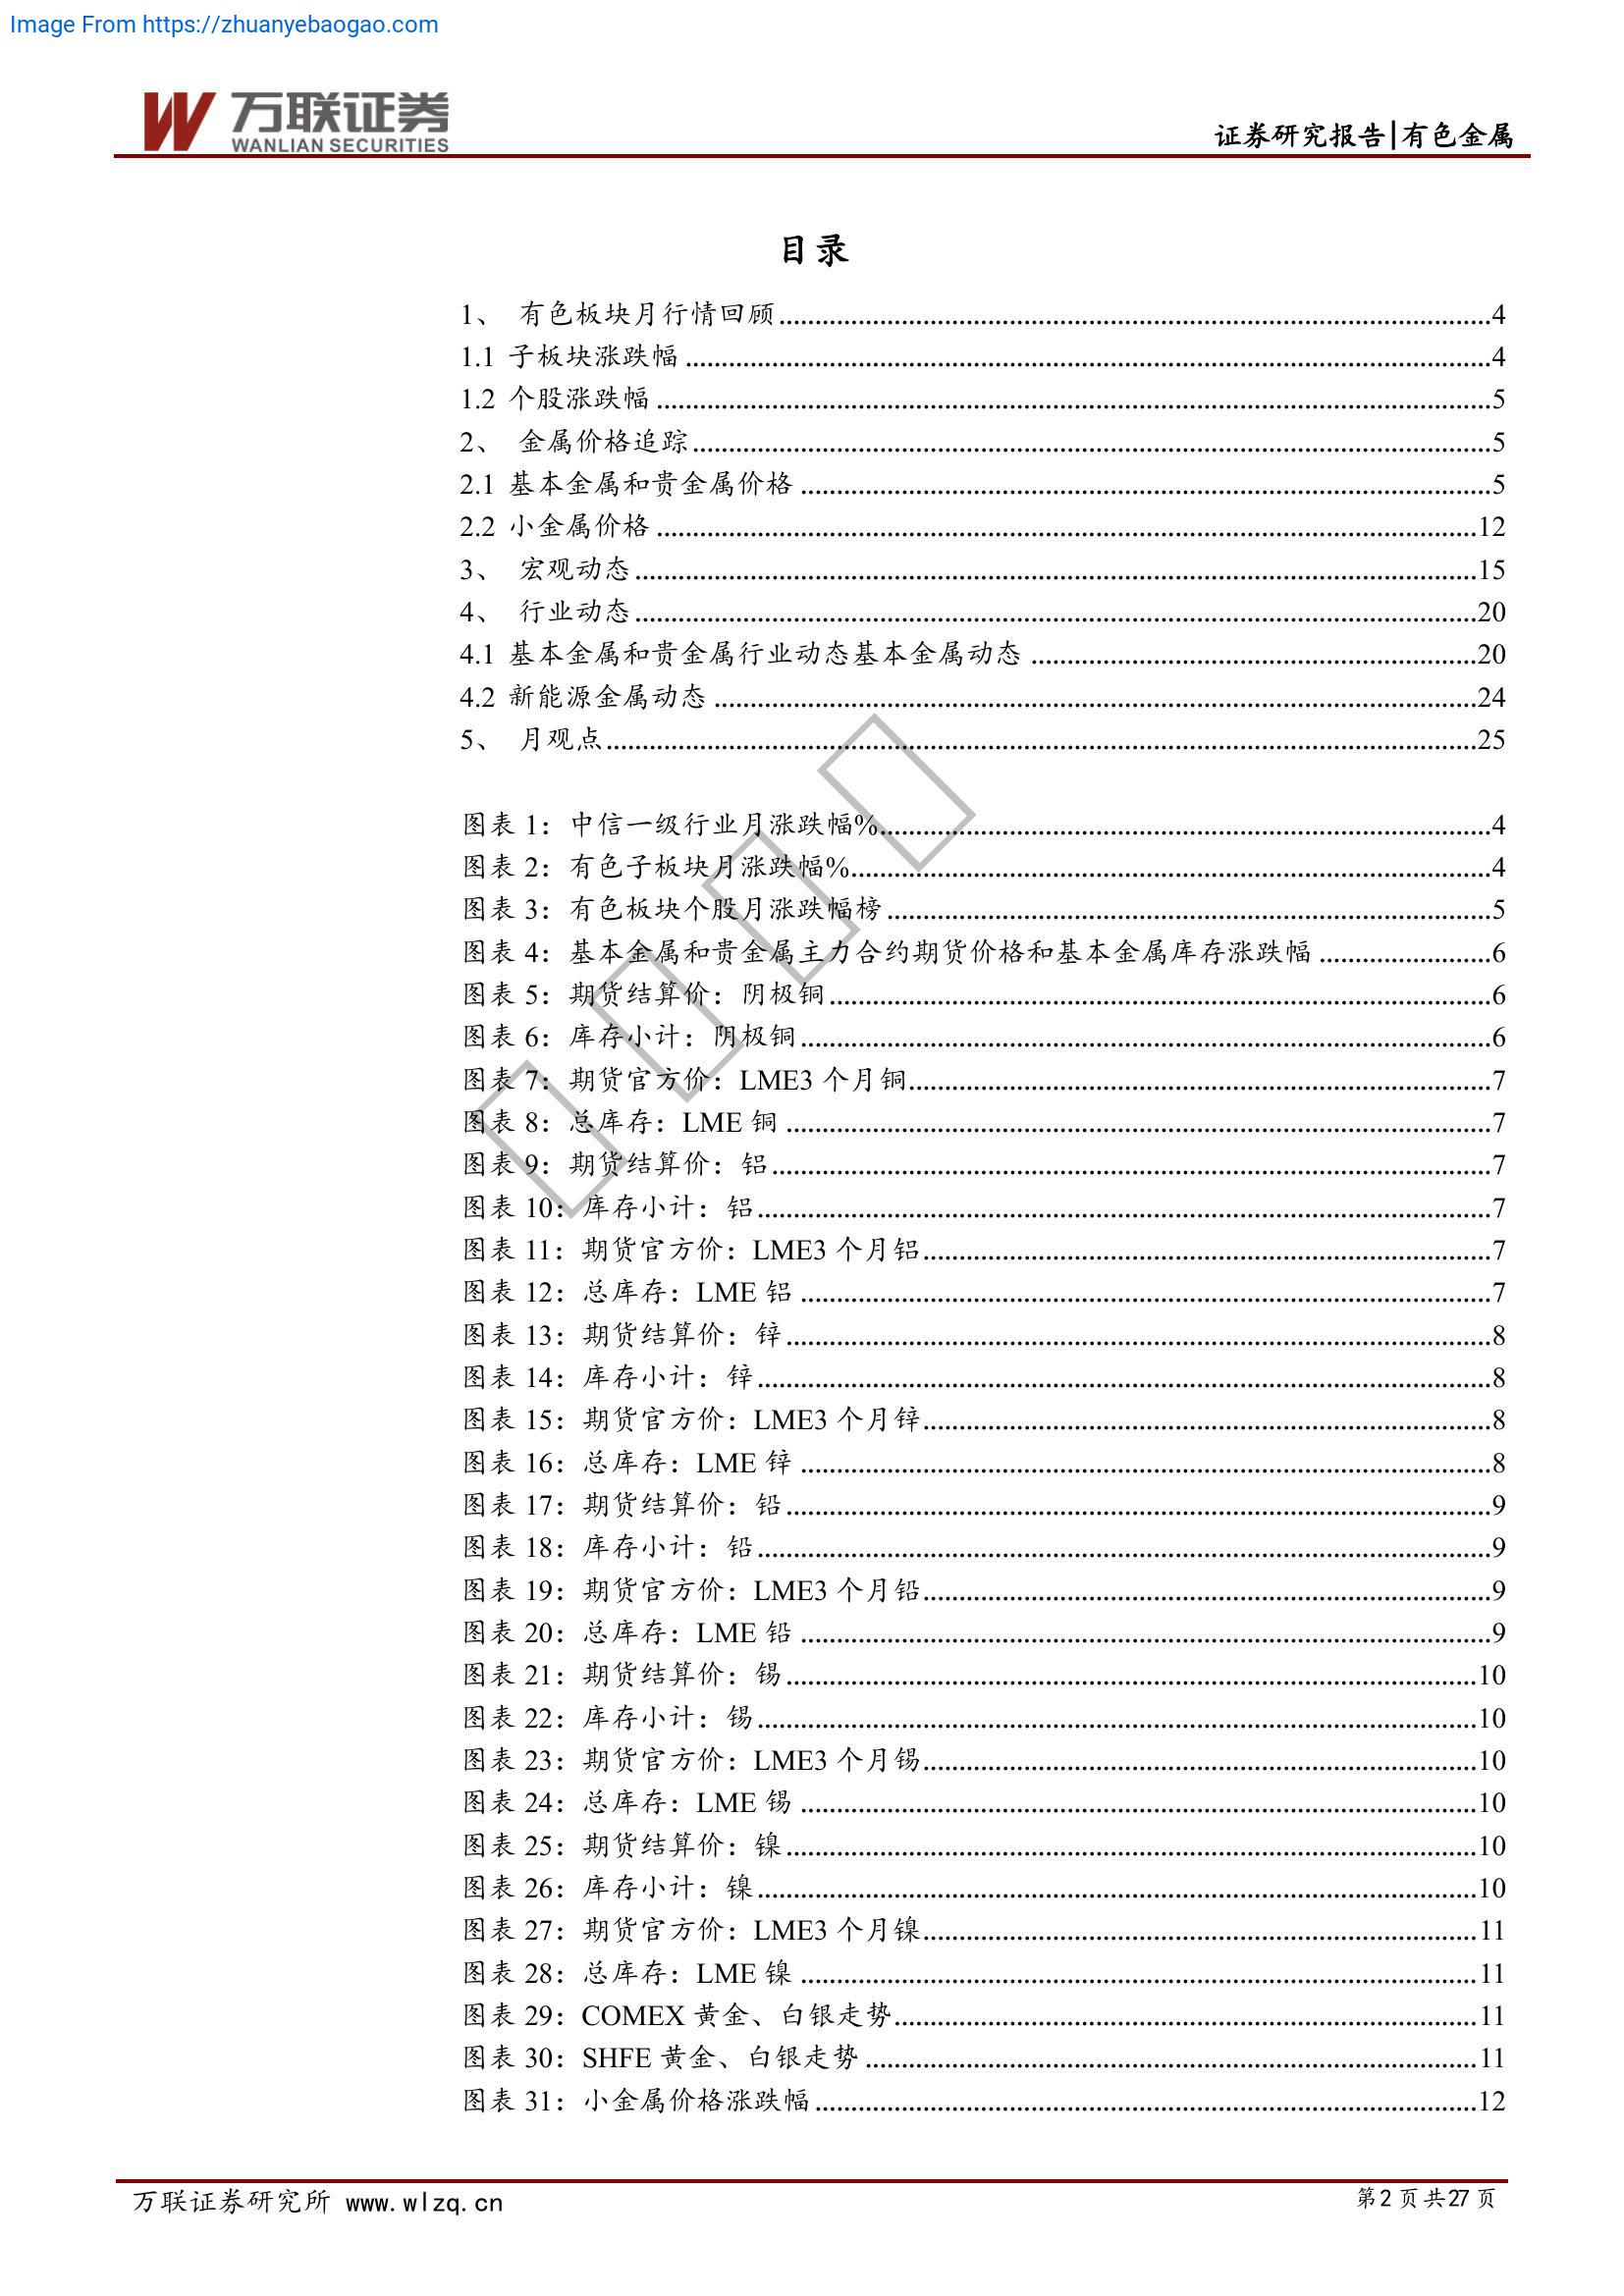 Image From https://zhuanyebaogao.com
万联证券
WANLIAN SECURITIES
证券研究报告|有色金属
目录
1、 有色板块月行情回顾....................4
1.1 子板块涨跌幅....................4
1.2 个股涨跌幅....................5
2、 金属价格追踪....................5
2.1 基本金属和贵金属价格....................5
2.2 小金属价格....................12
3、 宏观动态....................15
4、 行业动态....................20
4.1 基本金属和贵金属行业动态基本金属动态....................20
4.2 新能源金属动态....................24
5、 月观点....................25
图表 1：中信一级行业月涨跌幅%....................4
图表 2：有色子板块月涨跌幅%....................4
图表 3：有色板块个股月涨跌幅榜....................5
图表 4：基本金属和贵金属主力合约期货价格和基本金属库存涨跌幅....................6
图表 5：期货结算价：阴极铜....................6
图表 6：库存小计：阴极铜....................6
图表 7：期货官方价：LME3 个月铜....................7
图表 8：总库存：LME 铜....................7
图表 9：期货结算价：铝....................7
图表 10：库存小计：铝....................7
图表 11：期货官方价：LME3 个月铝....................7
图表 12：总库存：LME 铝....................7
图表 13：期货结算价：锌....................8
图表 14：库存小计：锌....................8
图表 15：期货官方价：LME3 个月锌....................8
图表 16：总库存：LME 锌....................8
图表 17：期货结算价：铅....................9
图表 18：库存小计：铅....................9
图表 19：期货官方价：LME3 个月铅....................9
图表 20：总库存：LME 铅....................9
图表 21：期货结算价：锡....................10
图表 22：库存小计：锡....................10
图表 23：期货官方价：LME3 个月锡....................10
图表 24：总库存：LME 锡....................10
图表 25：期货结算价：镍....................10
图表 26：库存小计：镍....................10
图表 27：期货官方价：LME3 个月镍....................11
图表 28：总库存：LME 镍....................11
图表 29：COMEX 黄金、白银走势....................11
图表 30：SHFE 黄金、白银走势....................11
图表 31：小金属价格涨跌幅....................12
万联证券研究所 www.wlzq.cn
第2页共27页